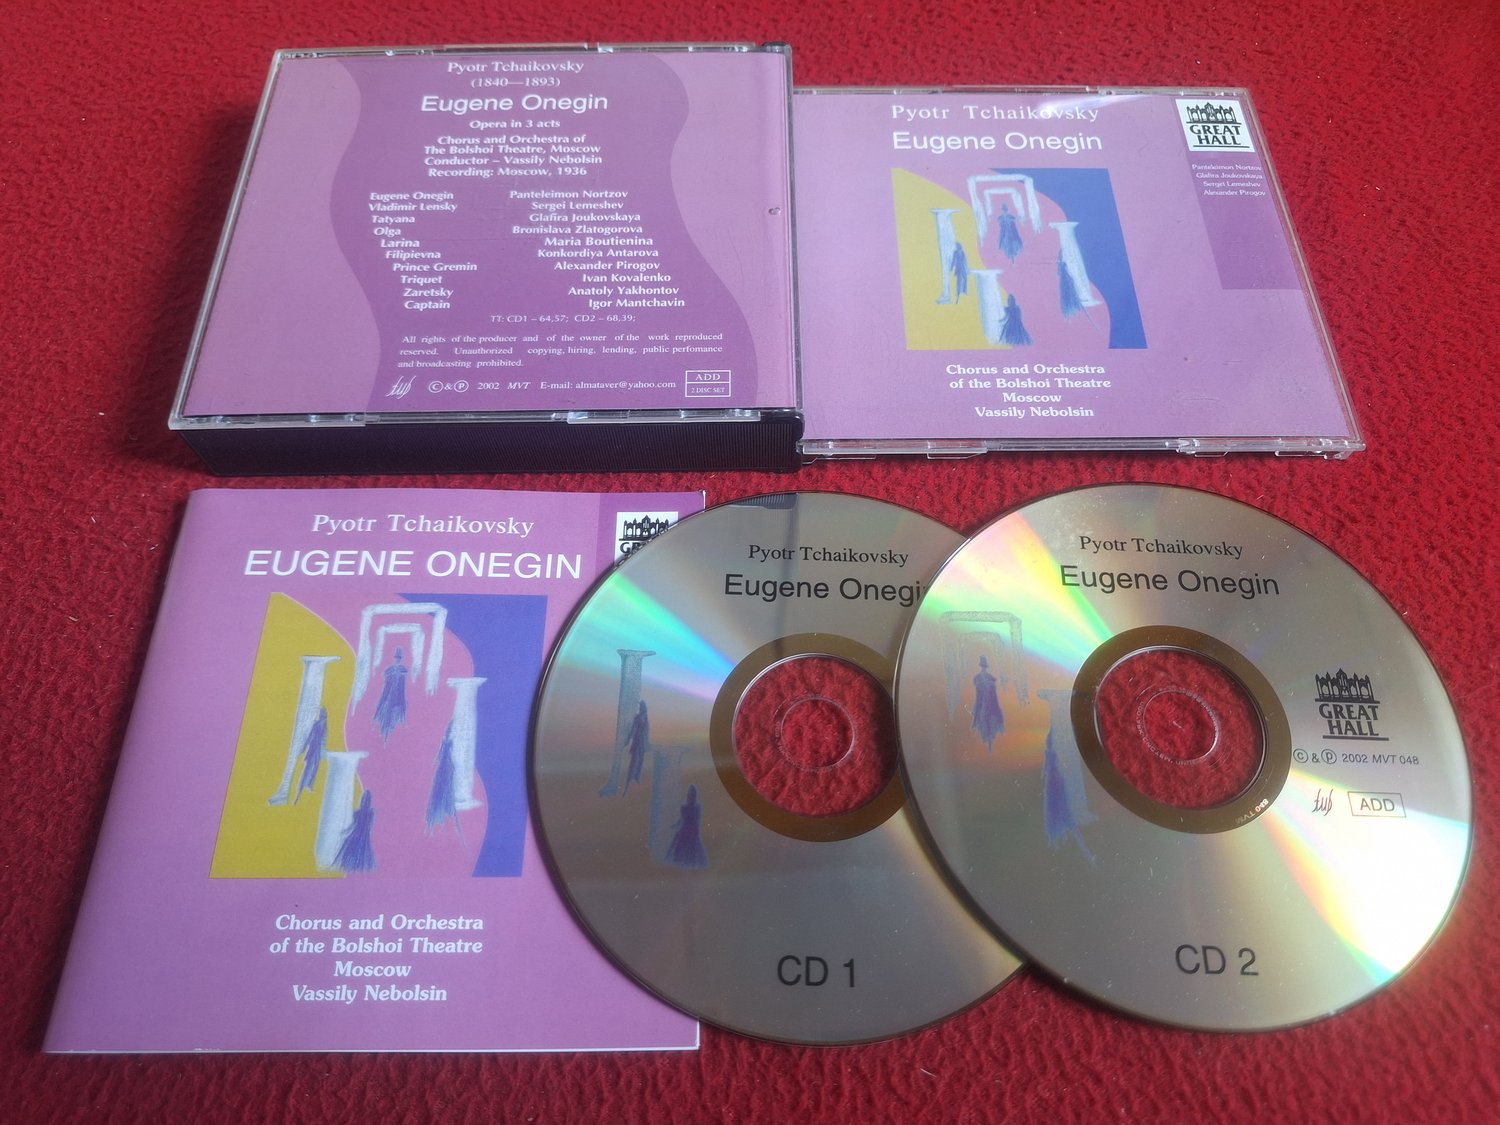 Pyotr Tchaikovsky
(1840—1893)
Eugene Onegin
Opera in 3 acts
Chorus and Orchestra of
The Bolshoi Theatre, Moscow
Conductor – Vassily Nebolsin
Recording: Moscow, 1936
Eugene Onegin Panteleimon Nortzov
Vladimir Lensky Sergei Lemeshev
Tatyana Glafira Joukovskaya
Olga Bronislava Zlatogorova
Larina Maria Boutienina
Filipievna Konkordiya Antarova
Prince Gremin Alexander Pirogov
Triquet Ivan Kovalenko
Zaretsky Anatoly Yakhontov
Captain Igor Mantchavin
TT: CD1 – 64,57; CD2 – 68,39;
All rights of the producer and of the owner of the work reproduced
reserved. Unauthorized copying, hiring, lending, public perfomance
and broadcasting prohibited.
© & ℗ 2002 MVT E-mail: almataver@yahoo.com
ADD
2 DISC SET
Pyotr Tchaikovsky
Eugene Onegin
GREAT
HALL
Panteleimon Nortzov
Glafira Joukovskaya
Sergei Lemeshev
Alexander Pirogov
Chorus and Orchestra
of the Bolshoi Theatre
Moscow
Vassily Nebolsin
Pyotr Tchaikovsky
EUGENE ONEGIN
Chorus and Orchestra
of the Bolshoi Theatre
Moscow
Vassily Nebolsin
Pyotr Tchaikovsky
Eugene Onegi
CD 1
Pyotr Tchaikovsky
Eugene Onegin
GREAT
HALL
© & ℗ 2002 MVT 048
ADD
CD 2